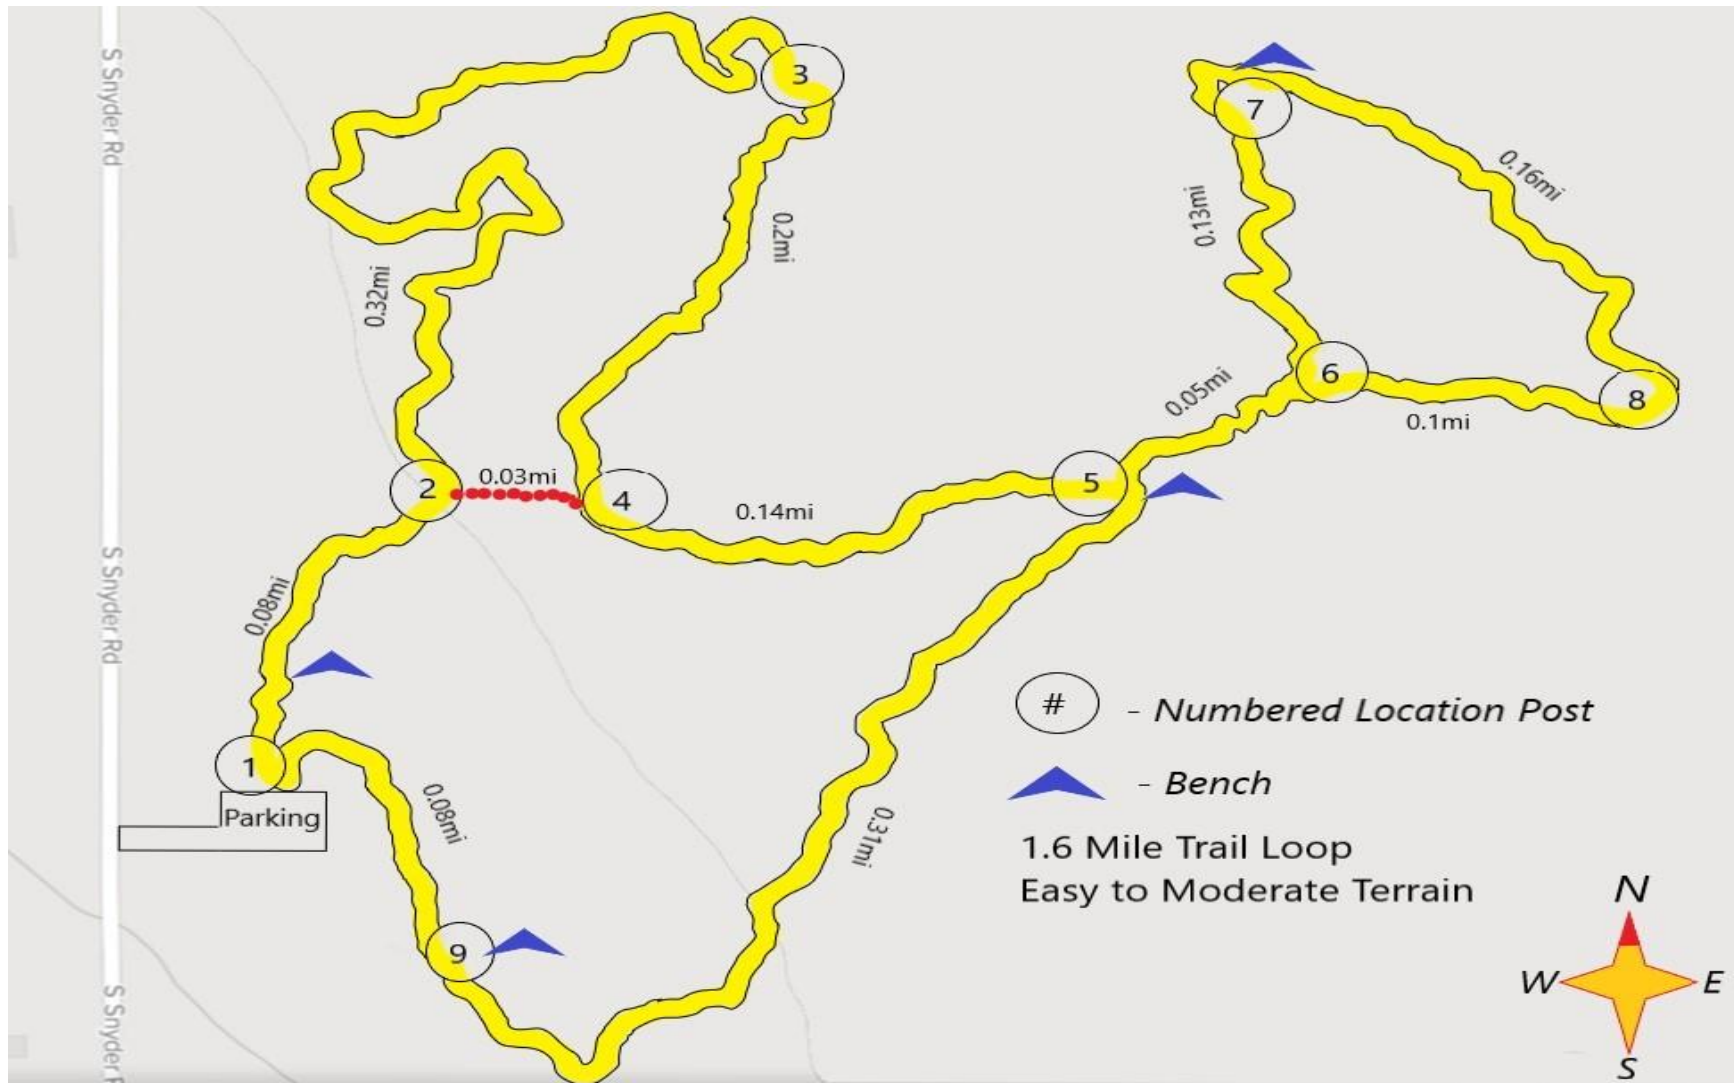 S Snyder Rd
3
7
0.16mi
0.13mi
0.2mi
0.32mi
6
0.05mi
8
0.1mi
2
0.03mi
4
5
0.14mi
S Snyder Rd
0.08mi
# - Numbered Location Post
1
- Bench
Parking
0.08mi
0.31mi
1.6 Mile Trail Loop
Easy to Moderate Terrain
N
9
W
E
S Snyder
S